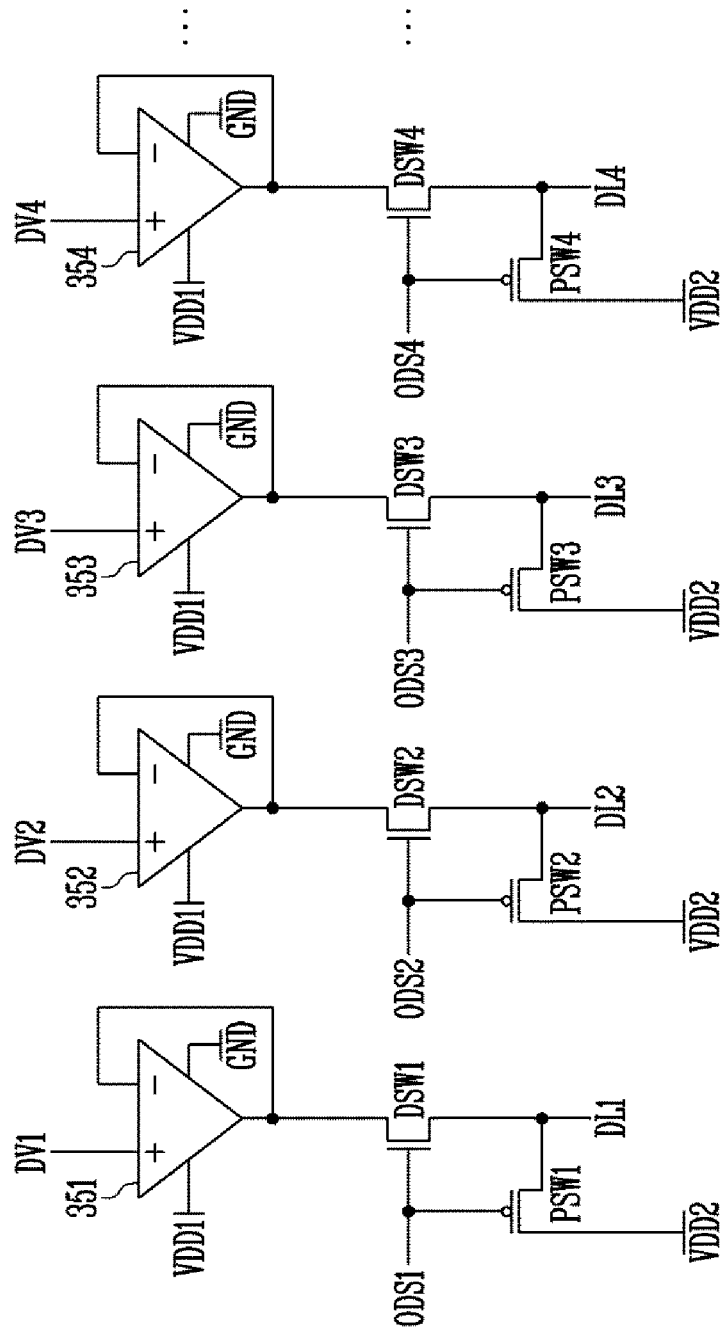 DV1
351
+
-
VDD1
GND
ODS1
DSW1
PSW1
DL1
VDD2
DV2
352
+
-
VDD1
GND
ODS2
DSW2
PSW2
DL2
VDD2
DV3
353
+
-
VDD1
GND
ODS3
DSW3
PSW3
DL3
VDD2
DV4
354
+
-
VDD1
GND
ODS4
DSW4
PSW4
DL4
VDD2
...
...